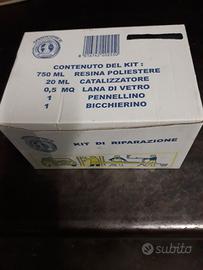 CONTENUTO DEL KIT :
750 ML RESINA POLIESTERE
20 ML CATALIZZATORE
0,5 MQ LANA DI VETRO
1 PENNELLINO
1 BICCHIERINO
KIT DI RIPARAZIONE
subito